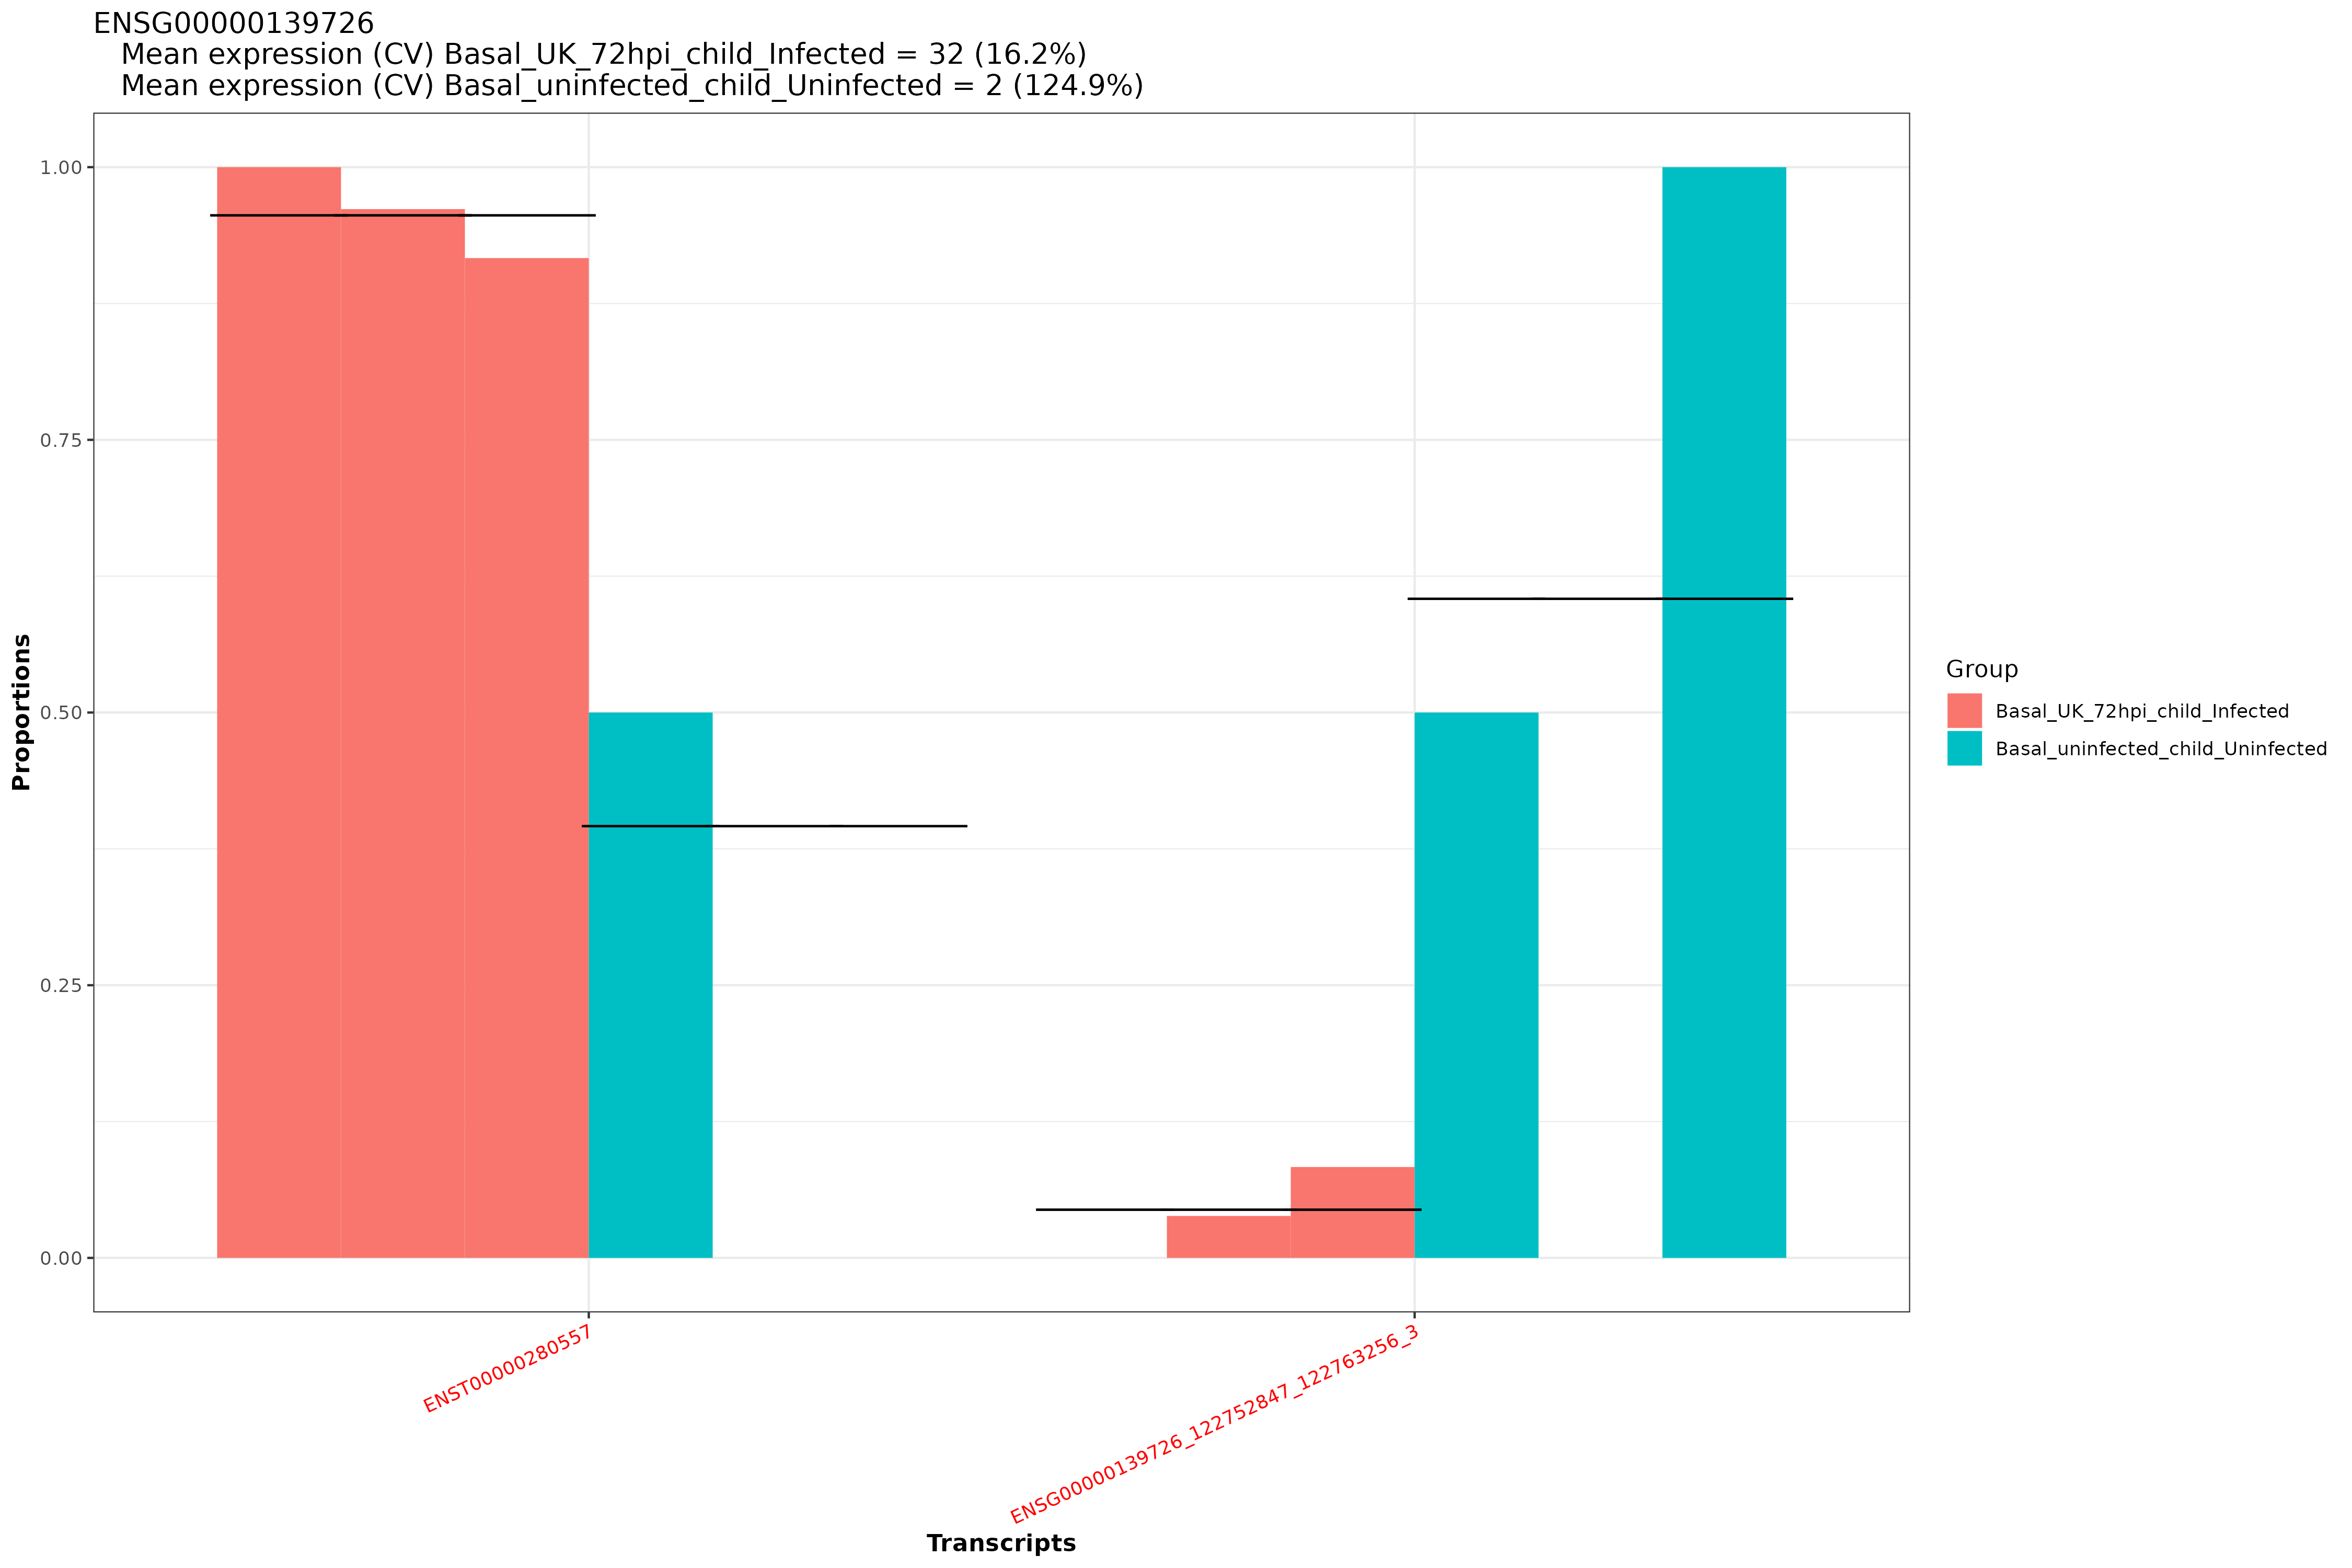 ENSG00000139726
Mean expression (CV) Basal_UK_72hpi_child_Infected = 32 (16.2%)
Mean expression (CV) Basal_uninfected_child_Uninfected = 2 (124.9%)
1.00
0.75
0.50
0.25
0.00
Proportions
ENST00000280557
ENSG00000139726_122752847_122763256_3
Transcripts
Group
Basal_UK_72hpi_child_Infected
Basal_uninfected_child_Uninfected